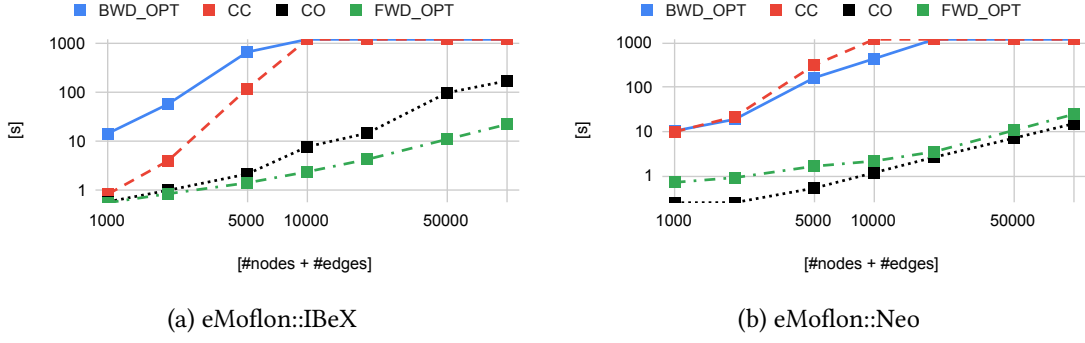 BWD_OPT CC CO FWD_OPT
1000
100
10
1
[s]
1000 5000 10000 50000
[#nodes + #edges]
(a) eMoflon::IBeX
BWD_OPT CC CO FWD_OPT
1000
100
10
1
[s]
1000 5000 10000 50000
[#nodes + #edges]
(b) eMoflon::Neo